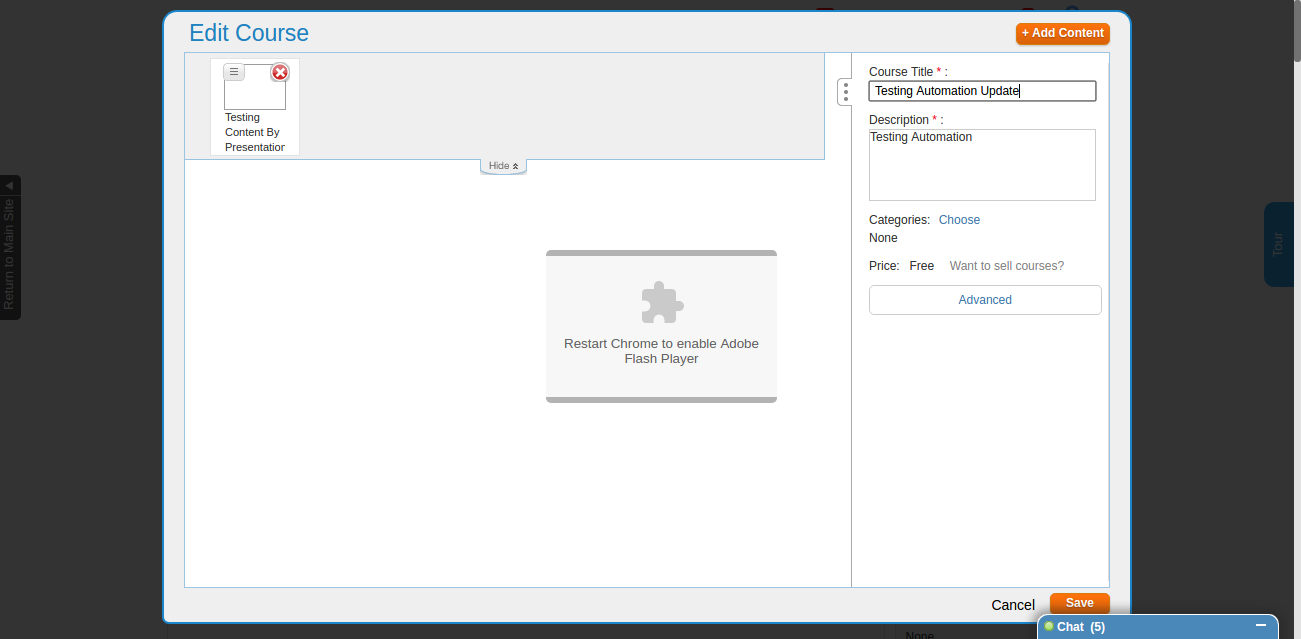 Edit Course
+ Add Content
Testing
Content By
Presentation
Hide
Course Title * :
Testing Automation Update
Description * :
Testing Automation
Categories: Choose
None
Price: Free Want to sell courses?
Advanced
Restart Chrome to enable Adobe
Flash Player
Return to Main Site
Tour
Cancel
Save
Chat (5)
None